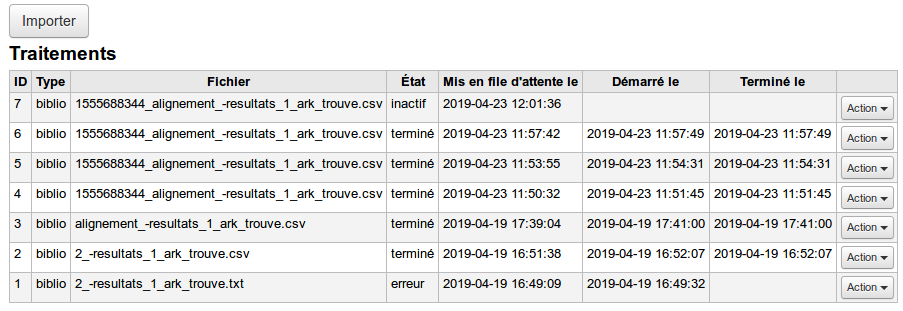 Importer
Traitements
ID Type Fichier État Mis en file d'attente le Démarré le Terminé le
7 biblio 1555688344_alignement_-resultats_1_ark_trouve.csv inactif 2019-04-23 12:01:36 Action
6 biblio 1555688344_alignement_-resultats_1_ark_trouve.csv terminé 2019-04-23 11:57:42 2019-04-23 11:57:49 2019-04-23 11:57:49 Action
5 biblio 1555688344_alignement_-resultats_1_ark_trouve.csv terminé 2019-04-23 11:53:55 2019-04-23 11:54:31 2019-04-23 11:54:31 Action
4 biblio 1555688344_alignement_-resultats_1_ark_trouve.csv terminé 2019-04-23 11:50:32 2019-04-23 11:51:45 2019-04-23 11:51:45 Action
3 biblio alignement_-resultats_1_ark_trouve.csv terminé 2019-04-19 17:39:04 2019-04-19 17:41:00 2019-04-19 17:41:00 Action
2 biblio 2_-resultats_1_ark_trouve.csv terminé 2019-04-19 16:51:38 2019-04-19 16:52:07 2019-04-19 16:52:07 Action
1 biblio 2_-resultats_1_ark_trouve.txt erreur 2019-04-19 16:49:09 2019-04-19 16:49:32 Action